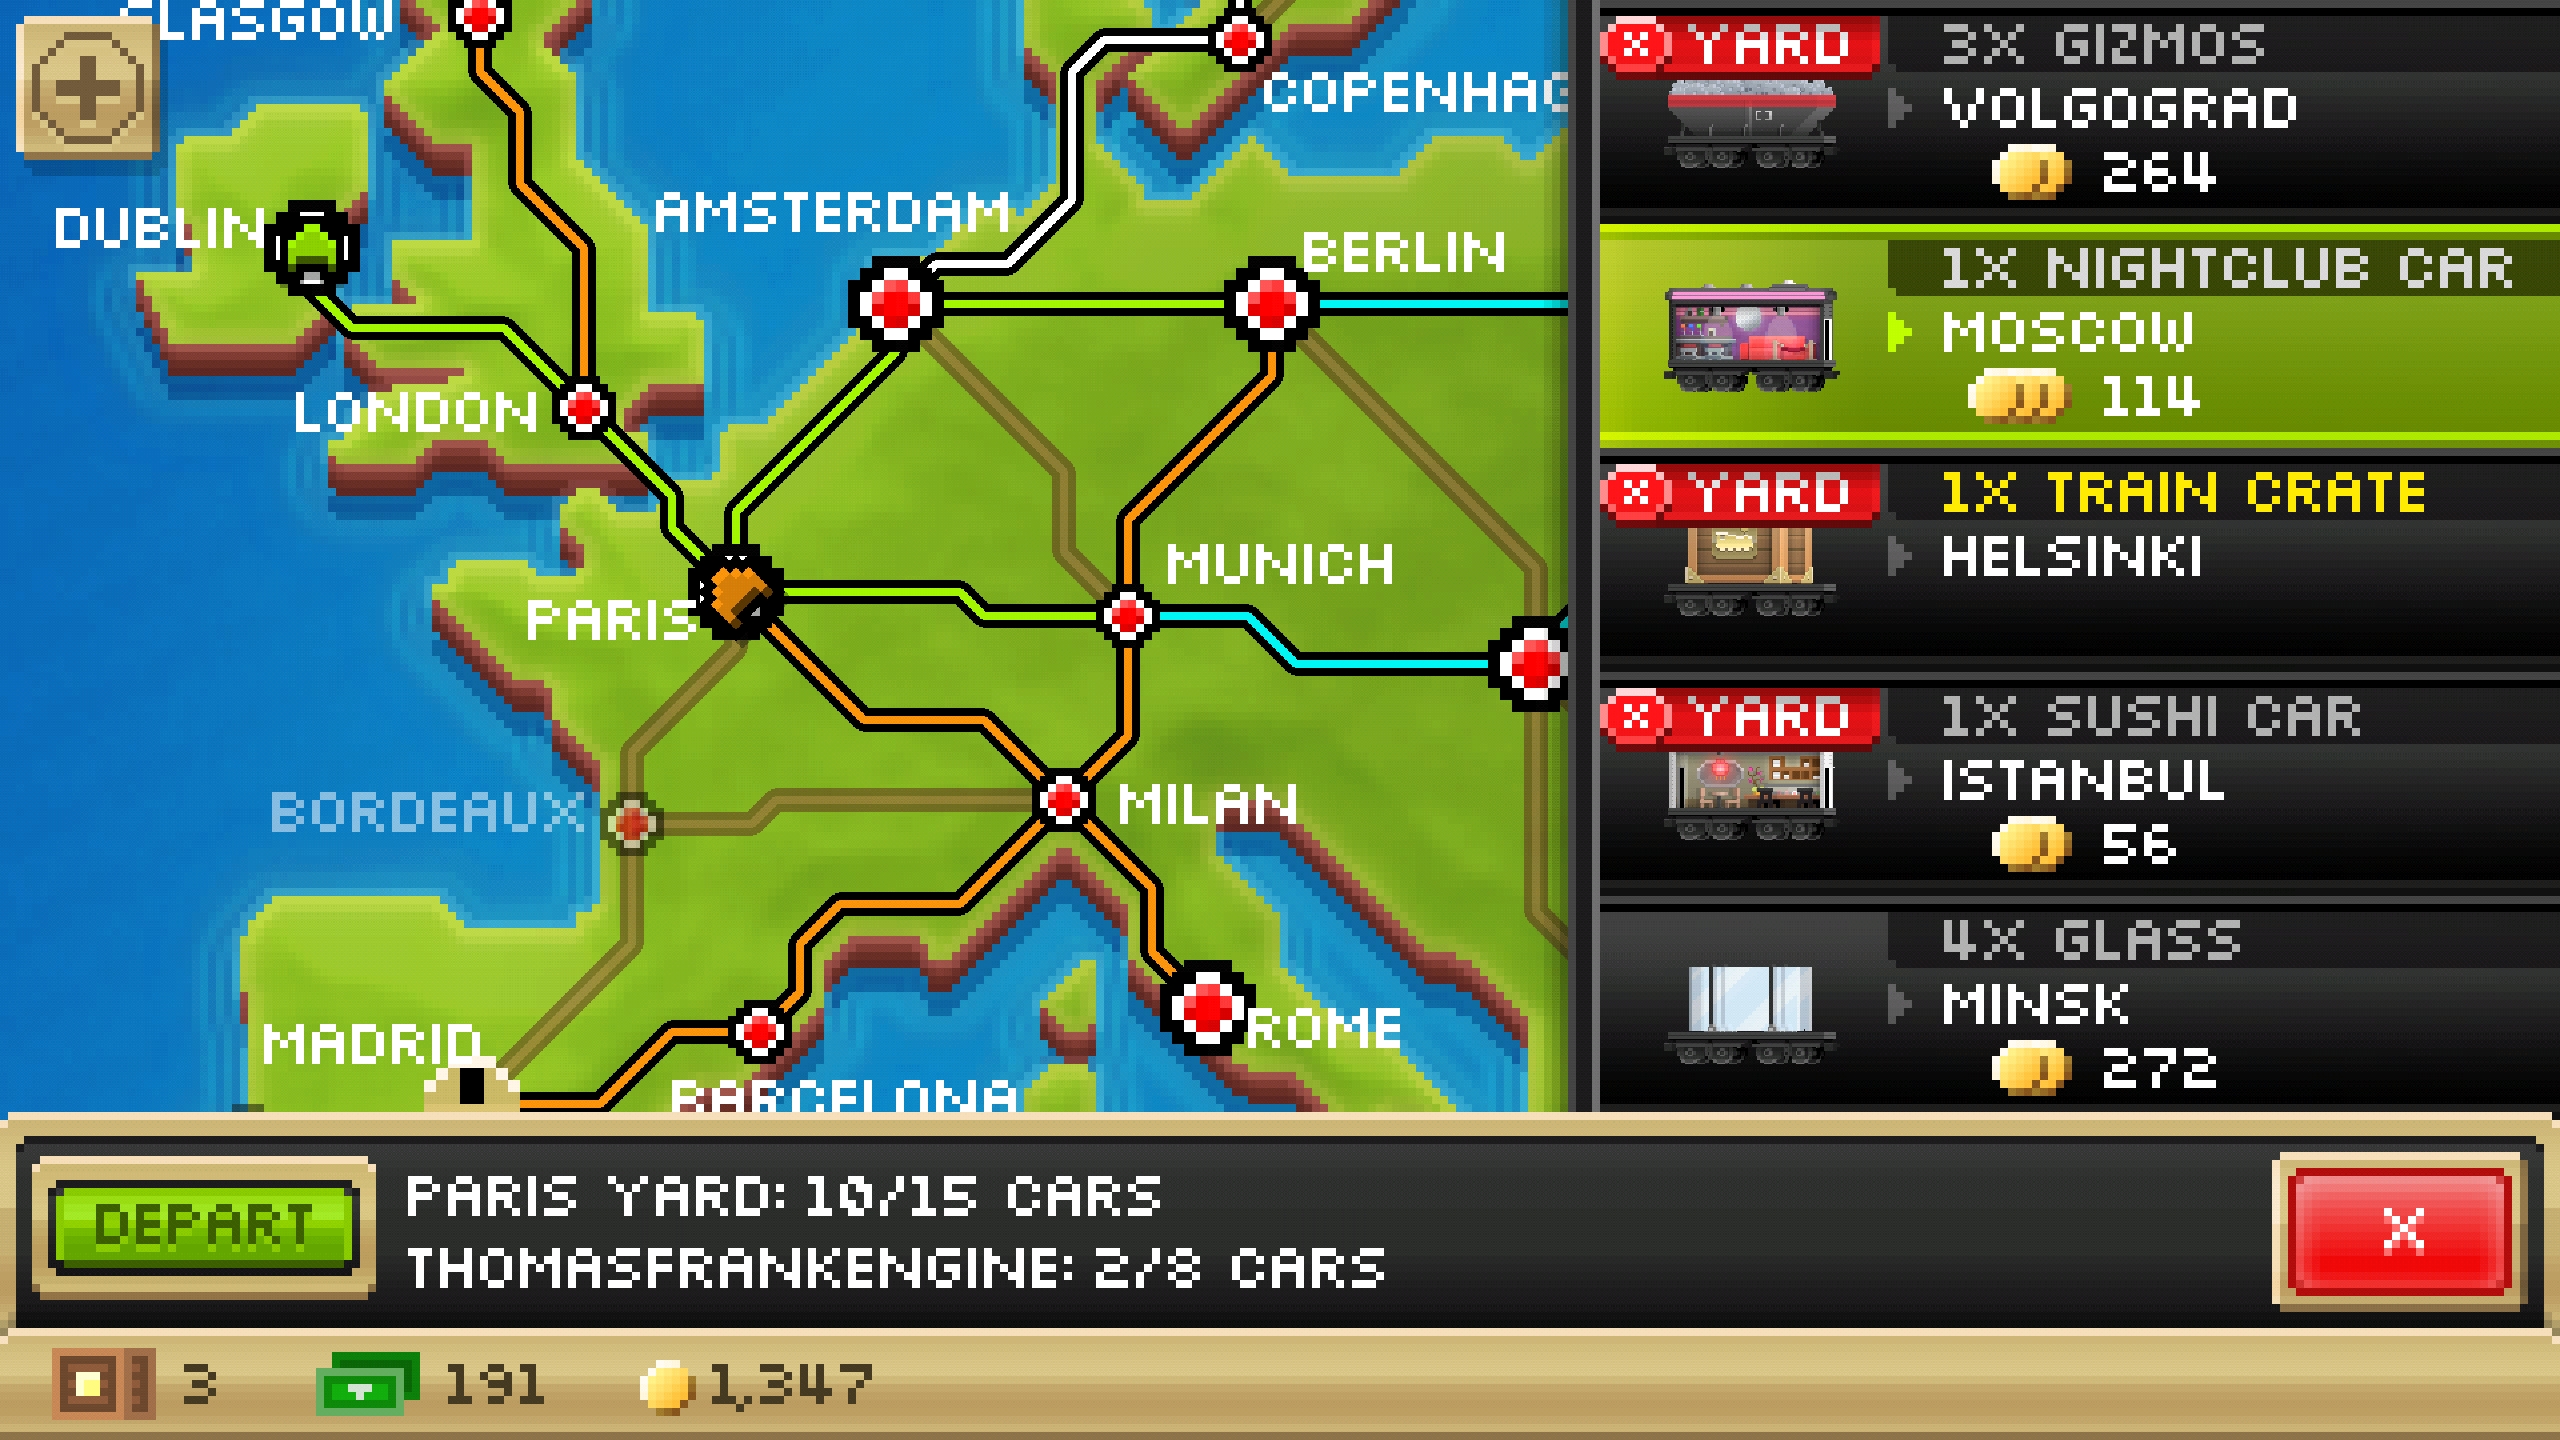 GLASGOW
COPENHAG
DUBLIN
AMSTERDAM
BERLIN
LONDON
MUNICH
PARIS
BORDEAUX
MILAN
MADRID
ROME
BARCELONA
X YARD
3X GIZMOS
VOLGOGRAD
264
1X NIGHTCLUB CAR
MOSCOW
114
X YARD
1X TRAIN CRATE
HELSINKI
X YARD
1X SUSHI CAR
ISTANBUL
56
4X GLASS
MINSK
272
DEPART
PARIS YARD: 10/15 CARS
THOMASFRANKENGINE: 2/8 CARS
X
3
191
1,347